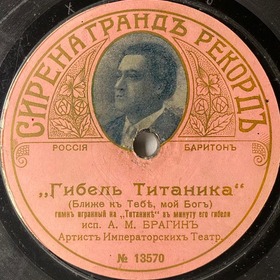 СИРЕНА ГРАНДЪ РЕКОРДЪ
РОССІЯ
БАРИТОНЪ
„Гибель Титаника“
(Ближе къ Тебѣ, мой Богъ)
гимнъ игранный на „Титаникѣ“ въ минуту его гибели
исп. А. М. БРАГИНЪ
Артистъ Императорскихъ Театр.
№ 13570